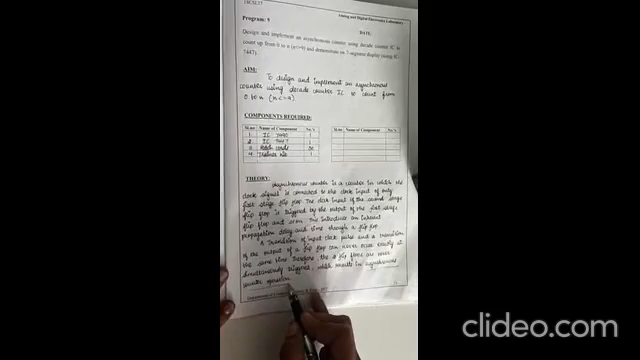 18CSL37
Analog and Digital Electronics Laboratory
Program: 9
DATE:
Design and implement an asynchronous counter using decade counter IC to
count up from 0 to n (n<=9) and demonstrate on 7-segment display (using IC-
7447).
AIM:
To design and implement an asynchronous
counter using decade counter IC to count from
0 to n (n<=9)
COMPONENTS REQUIRED:
Sl.no Name of Component No.'s
Sl.no Name of Component No.'s
1. IC 7490 1
2. IC 7447 1
3. Patch cords 20
4. Trainer kit 1
THEORY:
Asynchronous counter is a counter in which the
clock signal is connected to the clock input of only
first stage flip flop. The clock input of the second stage
flip flop is triggered by the output of the first stage
flip flop and so on. This introduces an inherent
propagation delay and time through a flip flop.
A transition of input clock pulse and a transition
of the output of a flip flop can never occur exactly at
the same time. Therefore, the flip flops are never
simultaneously triggered, which results in asynchronous
counter operation.
Department of
clideo.com